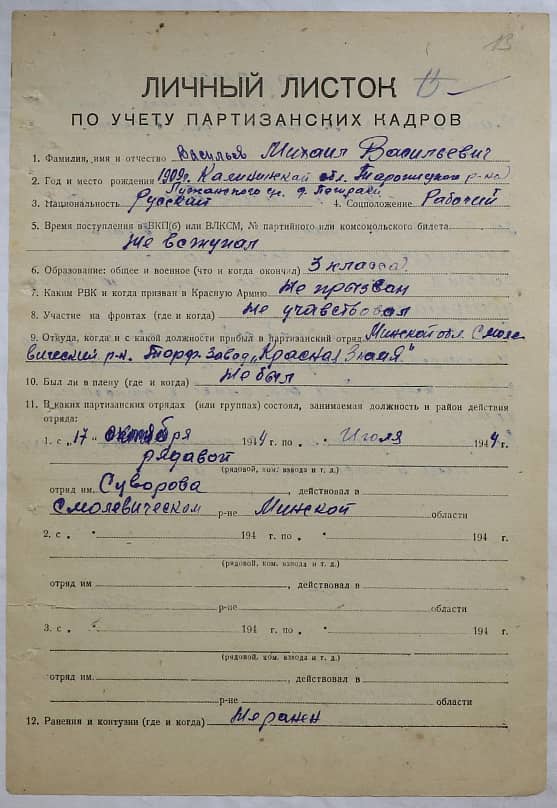 13
ЛИЧНЫЙ ЛИСТОК
ПО УЧЕТУ ПАРТИЗАНСКИХ КАДРОВ
1. Фамилия, имя и отчество Васильев Михаил Васильевич
2. Год и место рождения 1909г. Калининской обл. р-на
д.
3. Национальность Русский 4. Соцположение Рабочий
5. Время поступления в ВКП(б) или ВЛКСМ, № партийного или комсомольского билета
Не вступал
6. Образование: общее и военное (что и когда окончил) 3 класса
7. Каким РВК и когда призван в Красную Армию Не призван
8. Участие на фронтах (где и когда) Не участвовал
9. Откуда, когда и с какой должности прибыл в партизанский отряд Минской обл. Смоле-
вический р-н. Торф. Завод „Красная Знамя"
10. Был ли в плену (где и когда) Не был
11. В каких партизанских отрядах (или группах) состоял, занимаемая должность и район действия
отряда:
1. с „17" 194 г. по „ " Июля 1944 г.
рядавой
(рядовой, ком. взвода и т. д.)
отряд им. Суворова, действовал в
Смолевическом р-не Минской области
2. с „ " 194 г. по „ " 194 г.
(рядовой, ком. взвода и т. д.)
отряд им , действовал в
р-не области
3. с „ " 194 г. по „ " 194 г.
(рядовой, ком. взвода и т. д.)
отряд им. , действовал в
р-не области
12. Ранения и контузии (где и когда) Не ранен